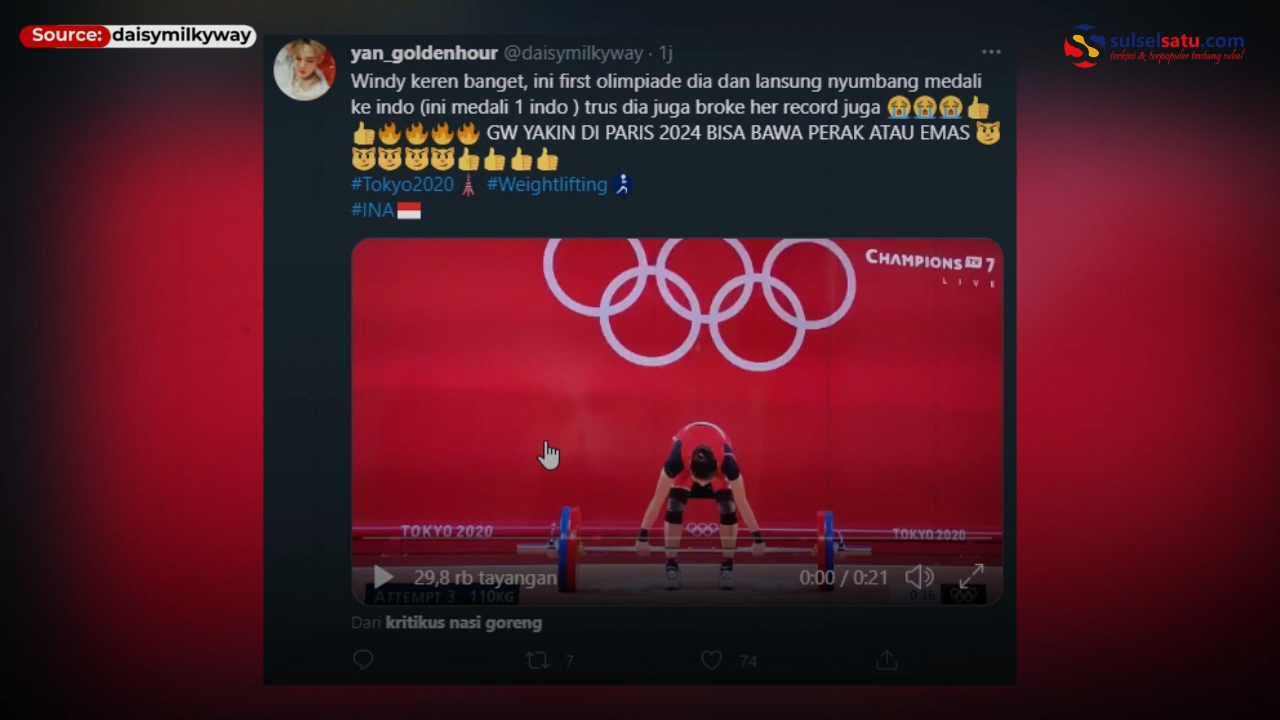 Source: daisymilkyway
sulselsatu.com
terkini & terpopuler tentang sulsel
yan_goldenhour @daisymilkyway · 1j
Windy keren banget, ini first olimpiade dia dan lansung nyumbang medali
ke indo (ini medali 1 indo ) trus dia juga broke her record juga 😭😭😭👍
👍🔥🔥🔥🔥 GW YAKIN DI PARIS 2024 BISA BAWA PERAK ATAU EMAS 😼
😼😼😼😼👍👍👍👍
#Tokyo2020 #Weightlifting
#INA🇮🇩
CHAMPIONS TV 7
LIVE
TOKYO 2020
TOKYO 2020
29,8 rb tayangan
0:00 / 0:21
ATTEMPT 3 110KG
0:36
Dari kritikus nasi goreng
7
74